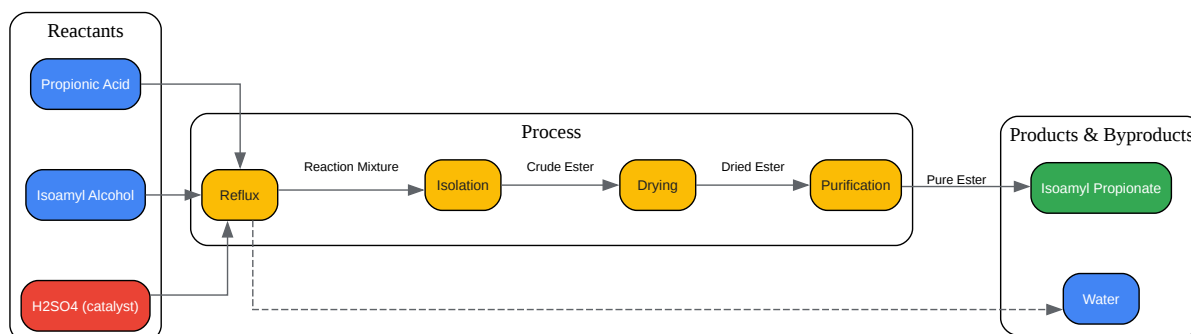 Reactants
Propionic Acid
Isoamyl Alcohol
H2SO4 (catalyst)
Process
Reflux
Reaction Mixture
Isolation
Crude Ester
Drying
Dried Ester
Purification
Pure Ester
Products & Byproducts
Isoamyl Propionate
Water